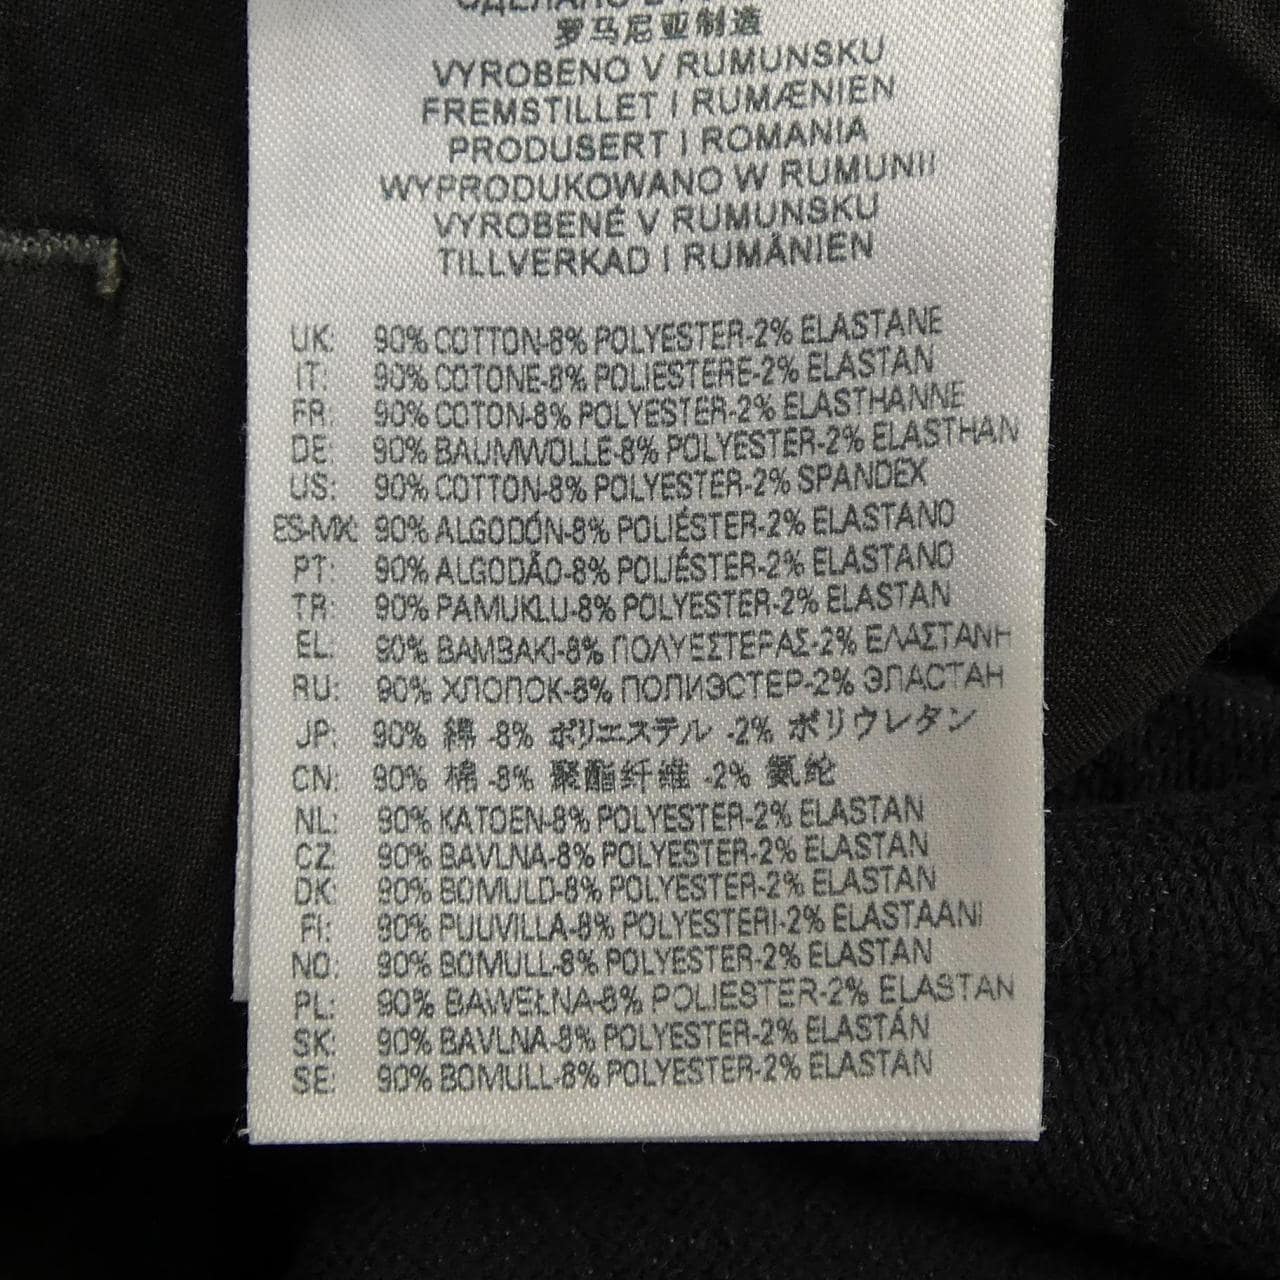 СДЕЛАНО В
罗马尼亚制造
VYROBENO V RUMUNSKU
FREMSTILLET I RUMÆNIEN
PRODUSERT I ROMANIA
WYPRODUKOWANO W RUMUNII
VYROBENÉ V RUMUNSKU
TILLVERKAD I RUMÄNIEN
UK: 90% COTTON-8% POLYESTER-2% ELASTANE
IT: 90% COTONE-8% POLIESTERE-2% ELASTAN
FR: 90% COTON-8% POLYESTER-2% ELASTHANNE
DE: 90% BAUMWOLLE-8% POLYESTER-2% ELASTHAN
US: 90% COTTON-8% POLYESTER-2% SPANDEX
ES-MX: 90% ALGODÓN-8% POLIÉSTER-2% ELASTANO
PT: 90% ALGODÃO-8% POLIÉSTER-2% ELASTANO
TR: 90% PAMUKLU-8% POLYESTER-2% ELASTAN
EL: 90% ΒΑΜΒΑΚΙ-8% ΠΟΛΥΕΣΤΕΡΑΣ-2% ΕΛΑΣΤΑΝΗ
RU: 90% ХЛОПОК-8% ПОЛИЭСТЕР-2% ЭЛАСТАН
JP: 90% 綿 -8% ポリエステル -2% ポリウレタン
CN: 90% 棉 -8% 聚酯纤维 -2% 氨纶
NL: 90% KATOEN-8% POLYESTER-2% ELASTAN
CZ: 90% BAVLNA-8% POLYESTER-2% ELASTAN
DK: 90% BOMULD-8% POLYESTER-2% ELASTAN
FI: 90% PUUVILLA-8% POLYESTERI-2% ELASTAANI
NO: 90% BOMULL-8% POLYESTER-2% ELASTAN
PL: 90% BAWEŁNA-8% POLIESTER-2% ELASTAN
SK: 90% BAVLNA-8% POLYESTER-2% ELASTÁN
SE: 90% BOMULL-8% POLYESTER-2% ELASTAN